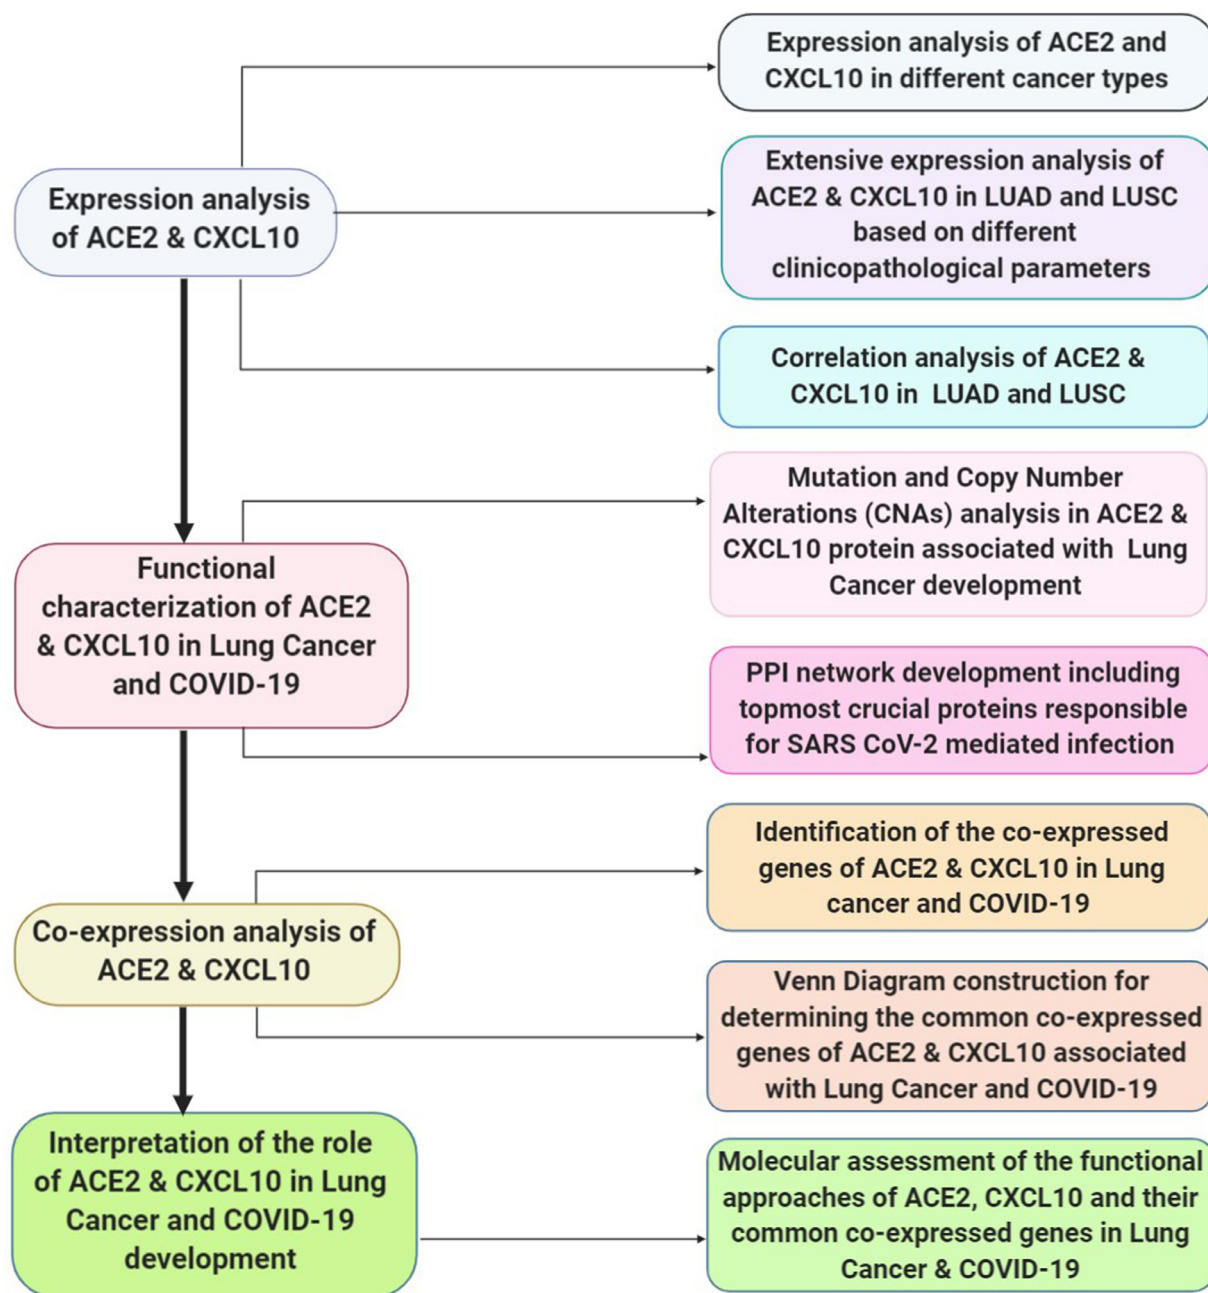 Expression analysis of ACE2 and
CXCL10 in different cancer types
Expression analysis
of ACE2 & CXCL10
Extensive expression analysis of
ACE2 & CXCL10 in LUAD and LUSC
based on different
clinicopathological parameters
Correlation analysis of ACE2 &
CXCL10 in LUAD and LUSC
Mutation and Copy Number
Alterations (CNAs) analysis in ACE2 &
CXCL10 protein associated with Lung
Cancer development
Functional
characterization of ACE2
& CXCL10 in Lung Cancer
and COVID-19
PPI network development including
topmost crucial proteins responsible
for SARS CoV-2 mediated infection
Identification of the co-expressed
genes of ACE2 & CXCL10 in Lung
cancer and COVID-19
Co-expression analysis of
ACE2 & CXCL10
Venn Diagram construction for
determining the common co-expressed
genes of ACE2 & CXCL10 associated
with Lung Cancer and COVID-19
Interpretation of the role
of ACE2 & CXCL10 in Lung
Cancer and COVID-19
development
Molecular assessment of the functional
approaches of ACE2, CXCL10 and their
common co-expressed genes in Lung
Cancer & COVID-19